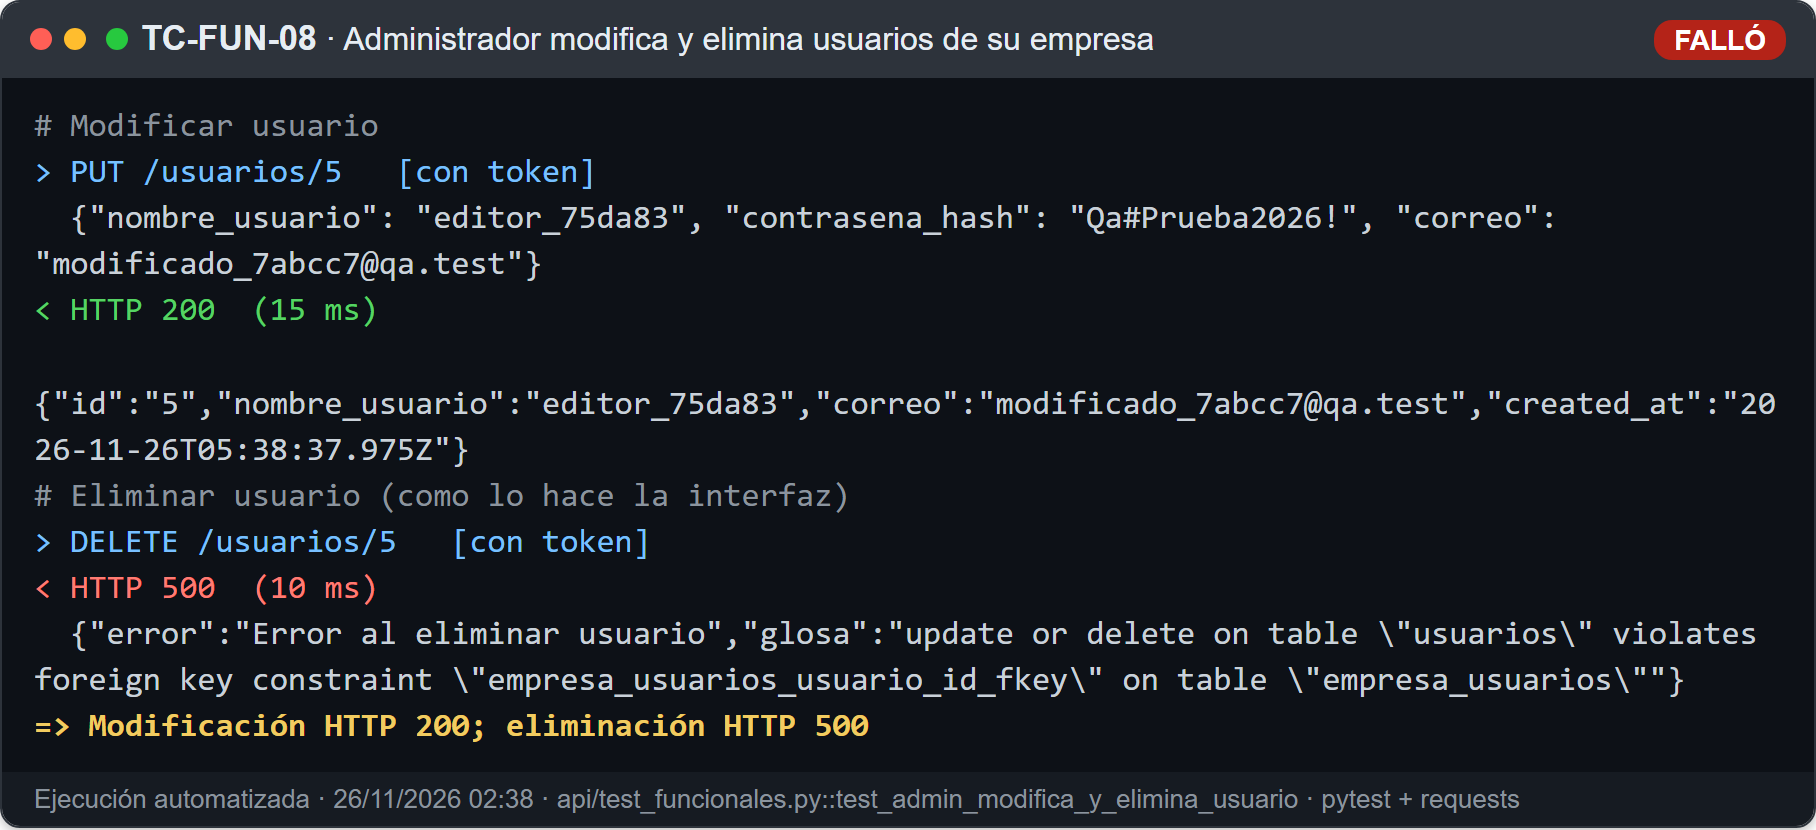 TC-FUN-08 · Administrador modifica y elimina usuarios de su empresa
FALLÓ
# Modificar usuario
> PUT /usuarios/5   [con token]
{"nombre_usuario": "editor_75da83", "contrasena_hash": "Qa#Prueba2026!", "correo":
"modificado_7abcc7@qa.test"}
< HTTP 200  (15 ms)
{"id":"5","nombre_usuario":"editor_75da83","correo":"modificado_7abcc7@qa.test","created_at":"20
26-11-26T05:38:37.975Z"}
# Eliminar usuario (como lo hace la interfaz)
> DELETE /usuarios/5   [con token]
< HTTP 500  (10 ms)
{"error":"Error al eliminar usuario","glosa":"update or delete on table \"usuarios\" violates
foreign key constraint \"empresa_usuarios_usuario_id_fkey\" on table \"empresa_usuarios\""}
=> Modificación HTTP 200; eliminación HTTP 500
Ejecución automatizada · 26/11/2026 02:38 · api/test_funcionales.py::test_admin_modifica_y_elimina_usuario · pytest + requests